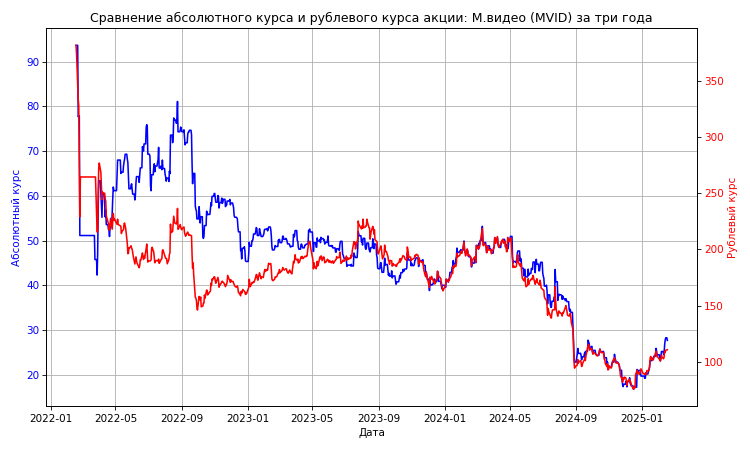 Сравнение абсолютного курса и рублевого курса акции: М.видео (MVID) за три года
Абсолютный курс
90
80
70
60
50
40
30
20
350
300
250
200
150
100
Рублевый курс
2022-01 2022-05 2022-09 2023-01 2023-05 2023-09 2024-01 2024-05 2024-09 2025-01
Дата